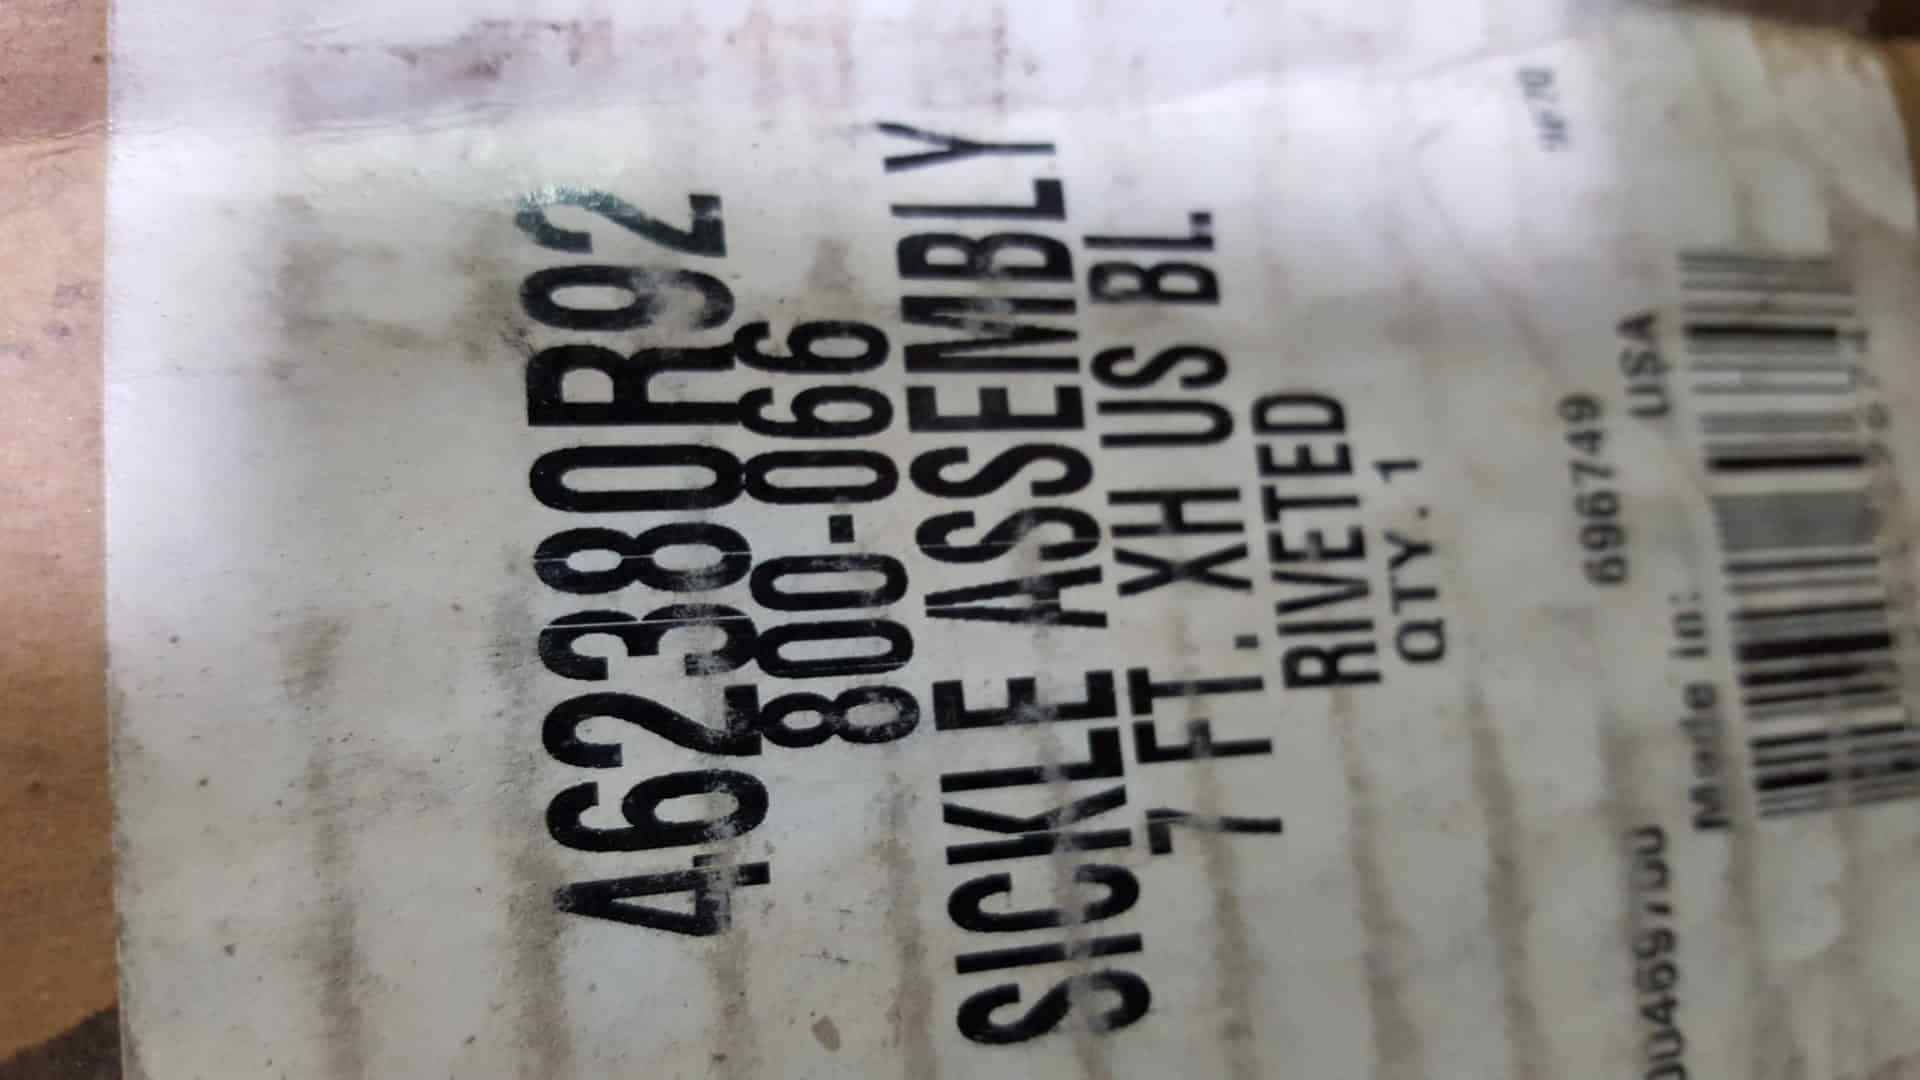 462380R92
800-066
SICKLE ASSEMBLY
7 FT. XH US BL.
RIVETED
QTY. 1
696749
Made in: USA